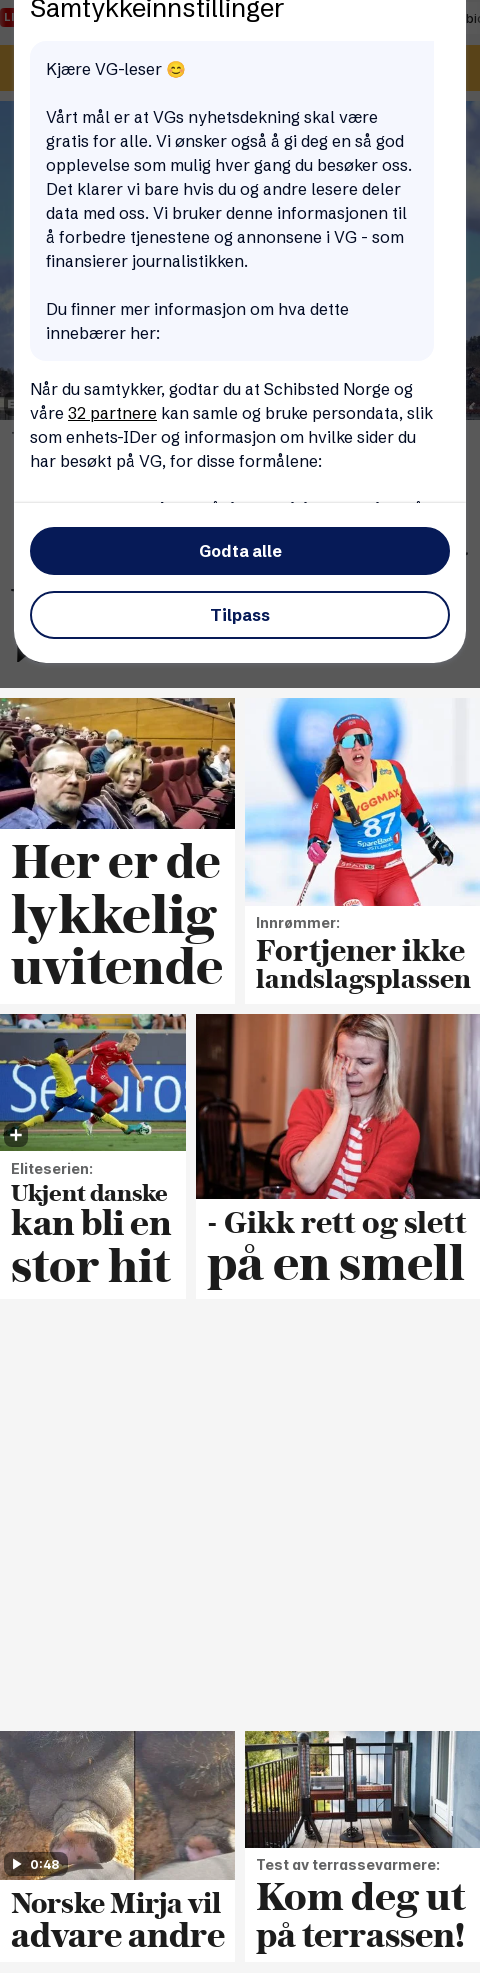 Samtykkeinnstillinger
Kjære VG-leser 😊
Vårt mål er at VGs nyhetsdekning skal være
gratis for alle. Vi ønsker også å gi deg en så god
opplevelse som mulig hver gang du besøker oss.
Det klarer vi bare hvis du og andre lesere deler
data med oss. Vi bruker denne informasjonen til
å forbedre tjenestene og annonsene i VG - som
finansierer journalistikken.
Du finner mer informasjon om hva dette
innebærer her:
Når du samtykker, godtar du at Schibsted Norge og
våre 32 partnere kan samle og bruke persondata, slik
som enhets-IDer og informasjon om hvilke sider du
har besøkt på VG, for disse formålene:
Godta alle
Tilpass
Her er de
lykkelig
uvitende
87
Innrømmer:
Fortjener ikke
landslagsplassen
Eliteserien:
Ukjent danske
kan bli en
stor hit
- Gikk rett og slett
på en smell
0:48
Norske Mirja vil
advare andre
Test av terrassevarmere:
Kom deg ut
på terrassen!